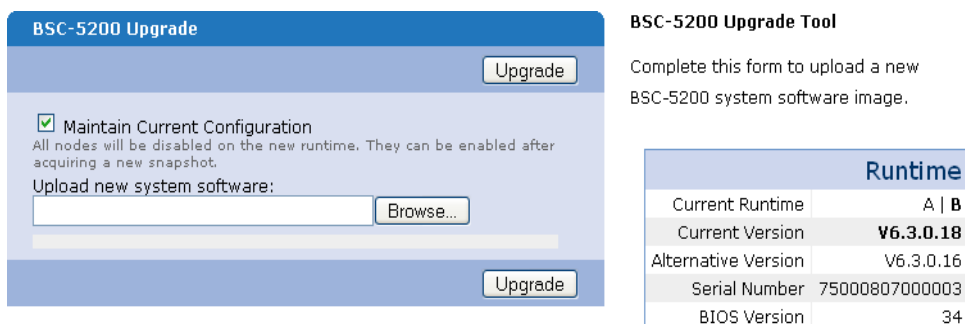 BSC-5200 Upgrade
Upgrade
Maintain Current Configuration
All nodes will be disabled on the new runtime. They can be enabled after
acquiring a new snapshot.
Upload new system software:
Browse...
Upgrade
BSC-5200 Upgrade Tool
Complete this form to upload a new
BSC-5200 system software image.
Runtime
Current Runtime A | B
Current Version V6.3.0.18
Alternative Version V6.3.0.16
Serial Number 75000807000003
BIOS Version 34